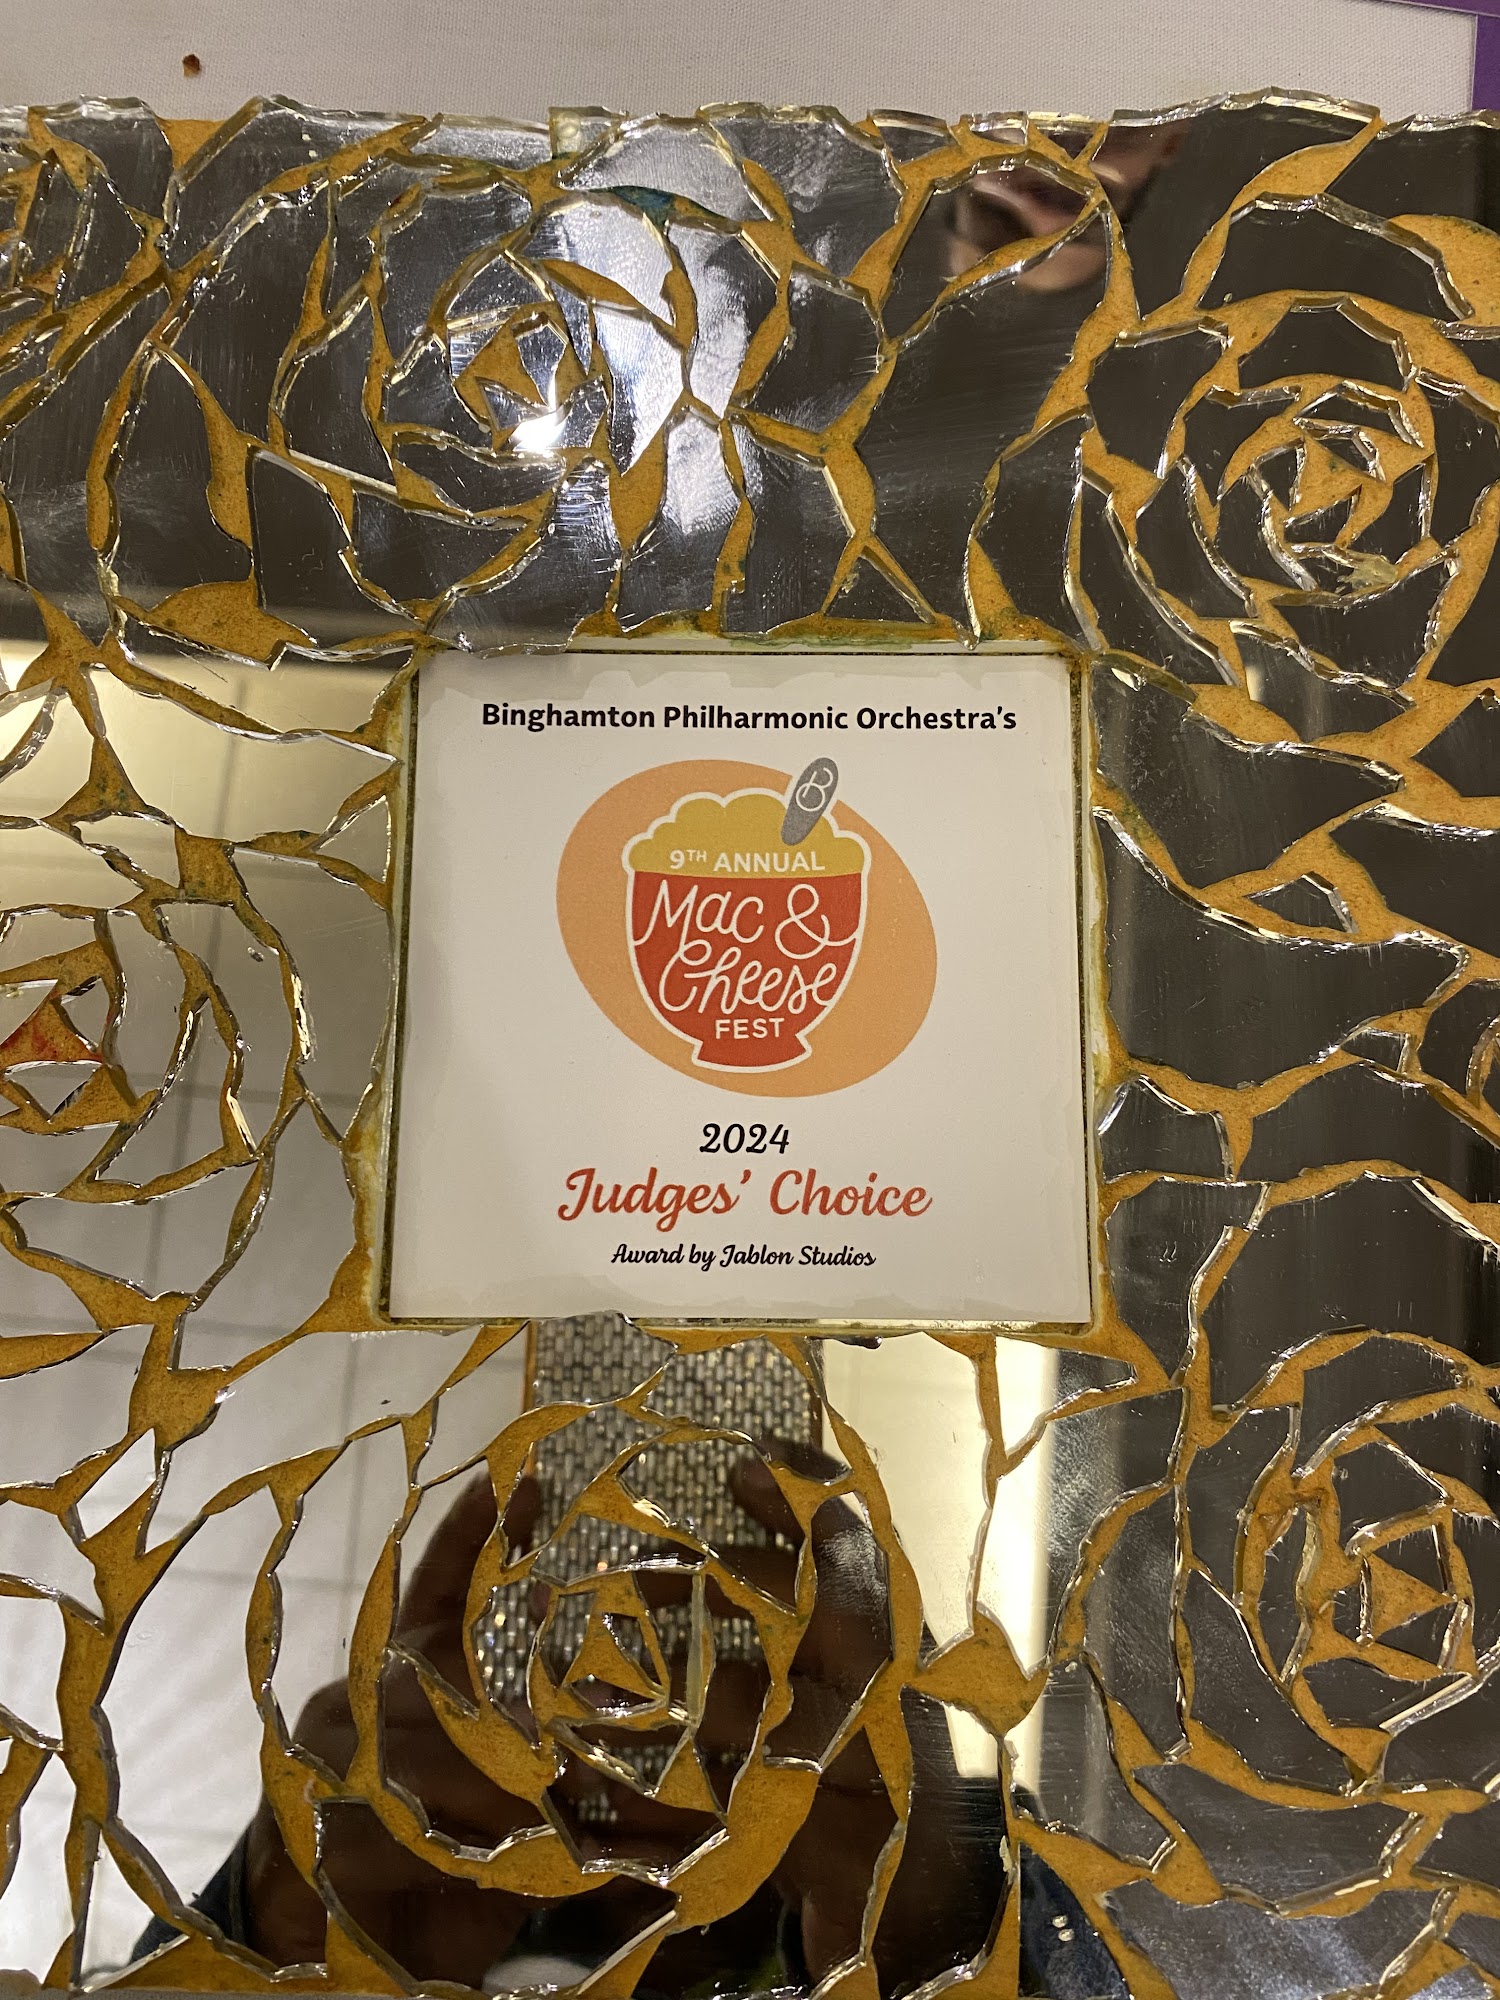 Binghamton Philharmonic Orchestra's
B
9TH ANNUAL
Mac &
Cheese
FEST
2024
Judges' Choice
Award by Jablon Studios